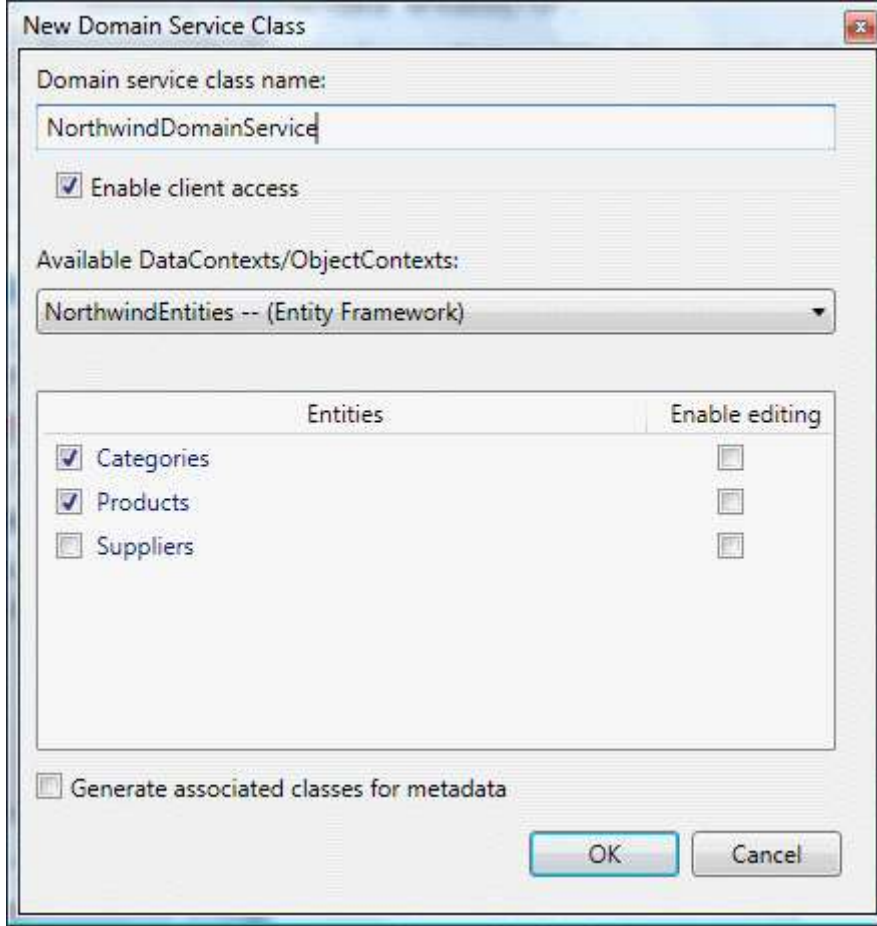 New Domain Service Class
Domain service class name:
NorthwindDomainService
Enable client access
Available DataContexts/ObjectContexts:
NorthwindEntities -- (Entity Framework)
Entities Enable editing
Categories
Products
Suppliers
Generate associated classes for metadata
OK Cancel